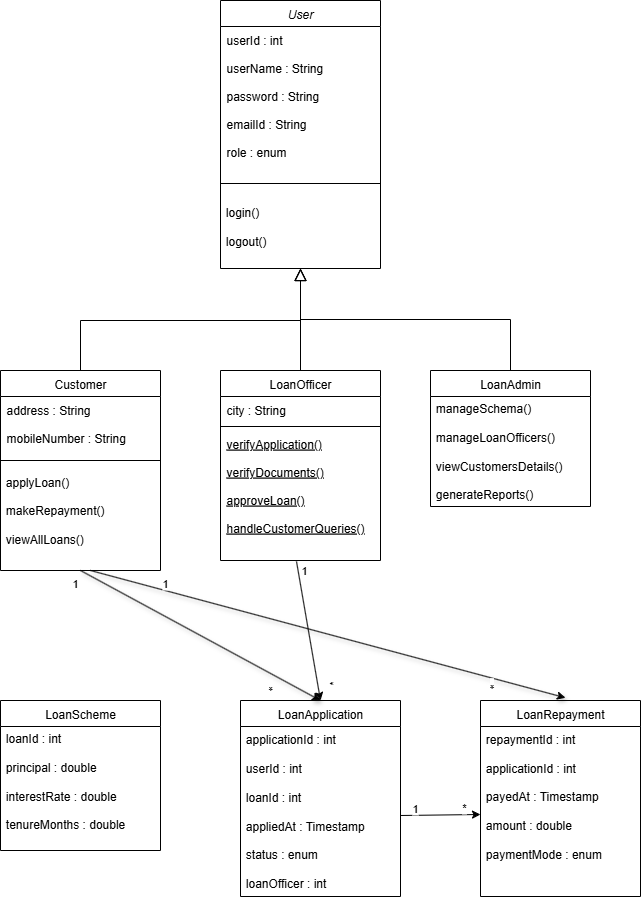 User
userId : int
userName : String
password : String
emailId : String
role : enum
login()
logout()
Customer
address : String
mobileNumber : String
applyLoan()
makeRepayment()
viewAllLoans()
LoanOfficer
city : String
verifyApplication()
verifyDocuments()
approveLoan()
handleCustomerQueries()
LoanAdmin
manageSchema()
manageLoanOfficers()
viewCustomersDetails()
generateReports()
1
1
1
*
*
*
LoanScheme
loanId : int
principal : double
interestRate : double
tenureMonths : double
LoanApplication
applicationId : int
userId : int
loanId : int
appliedAt : Timestamp
status : enum
loanOfficer : int
1
*
LoanRepayment
repaymentId : int
applicationId : int
payedAt : Timestamp
amount : double
paymentMode : enum